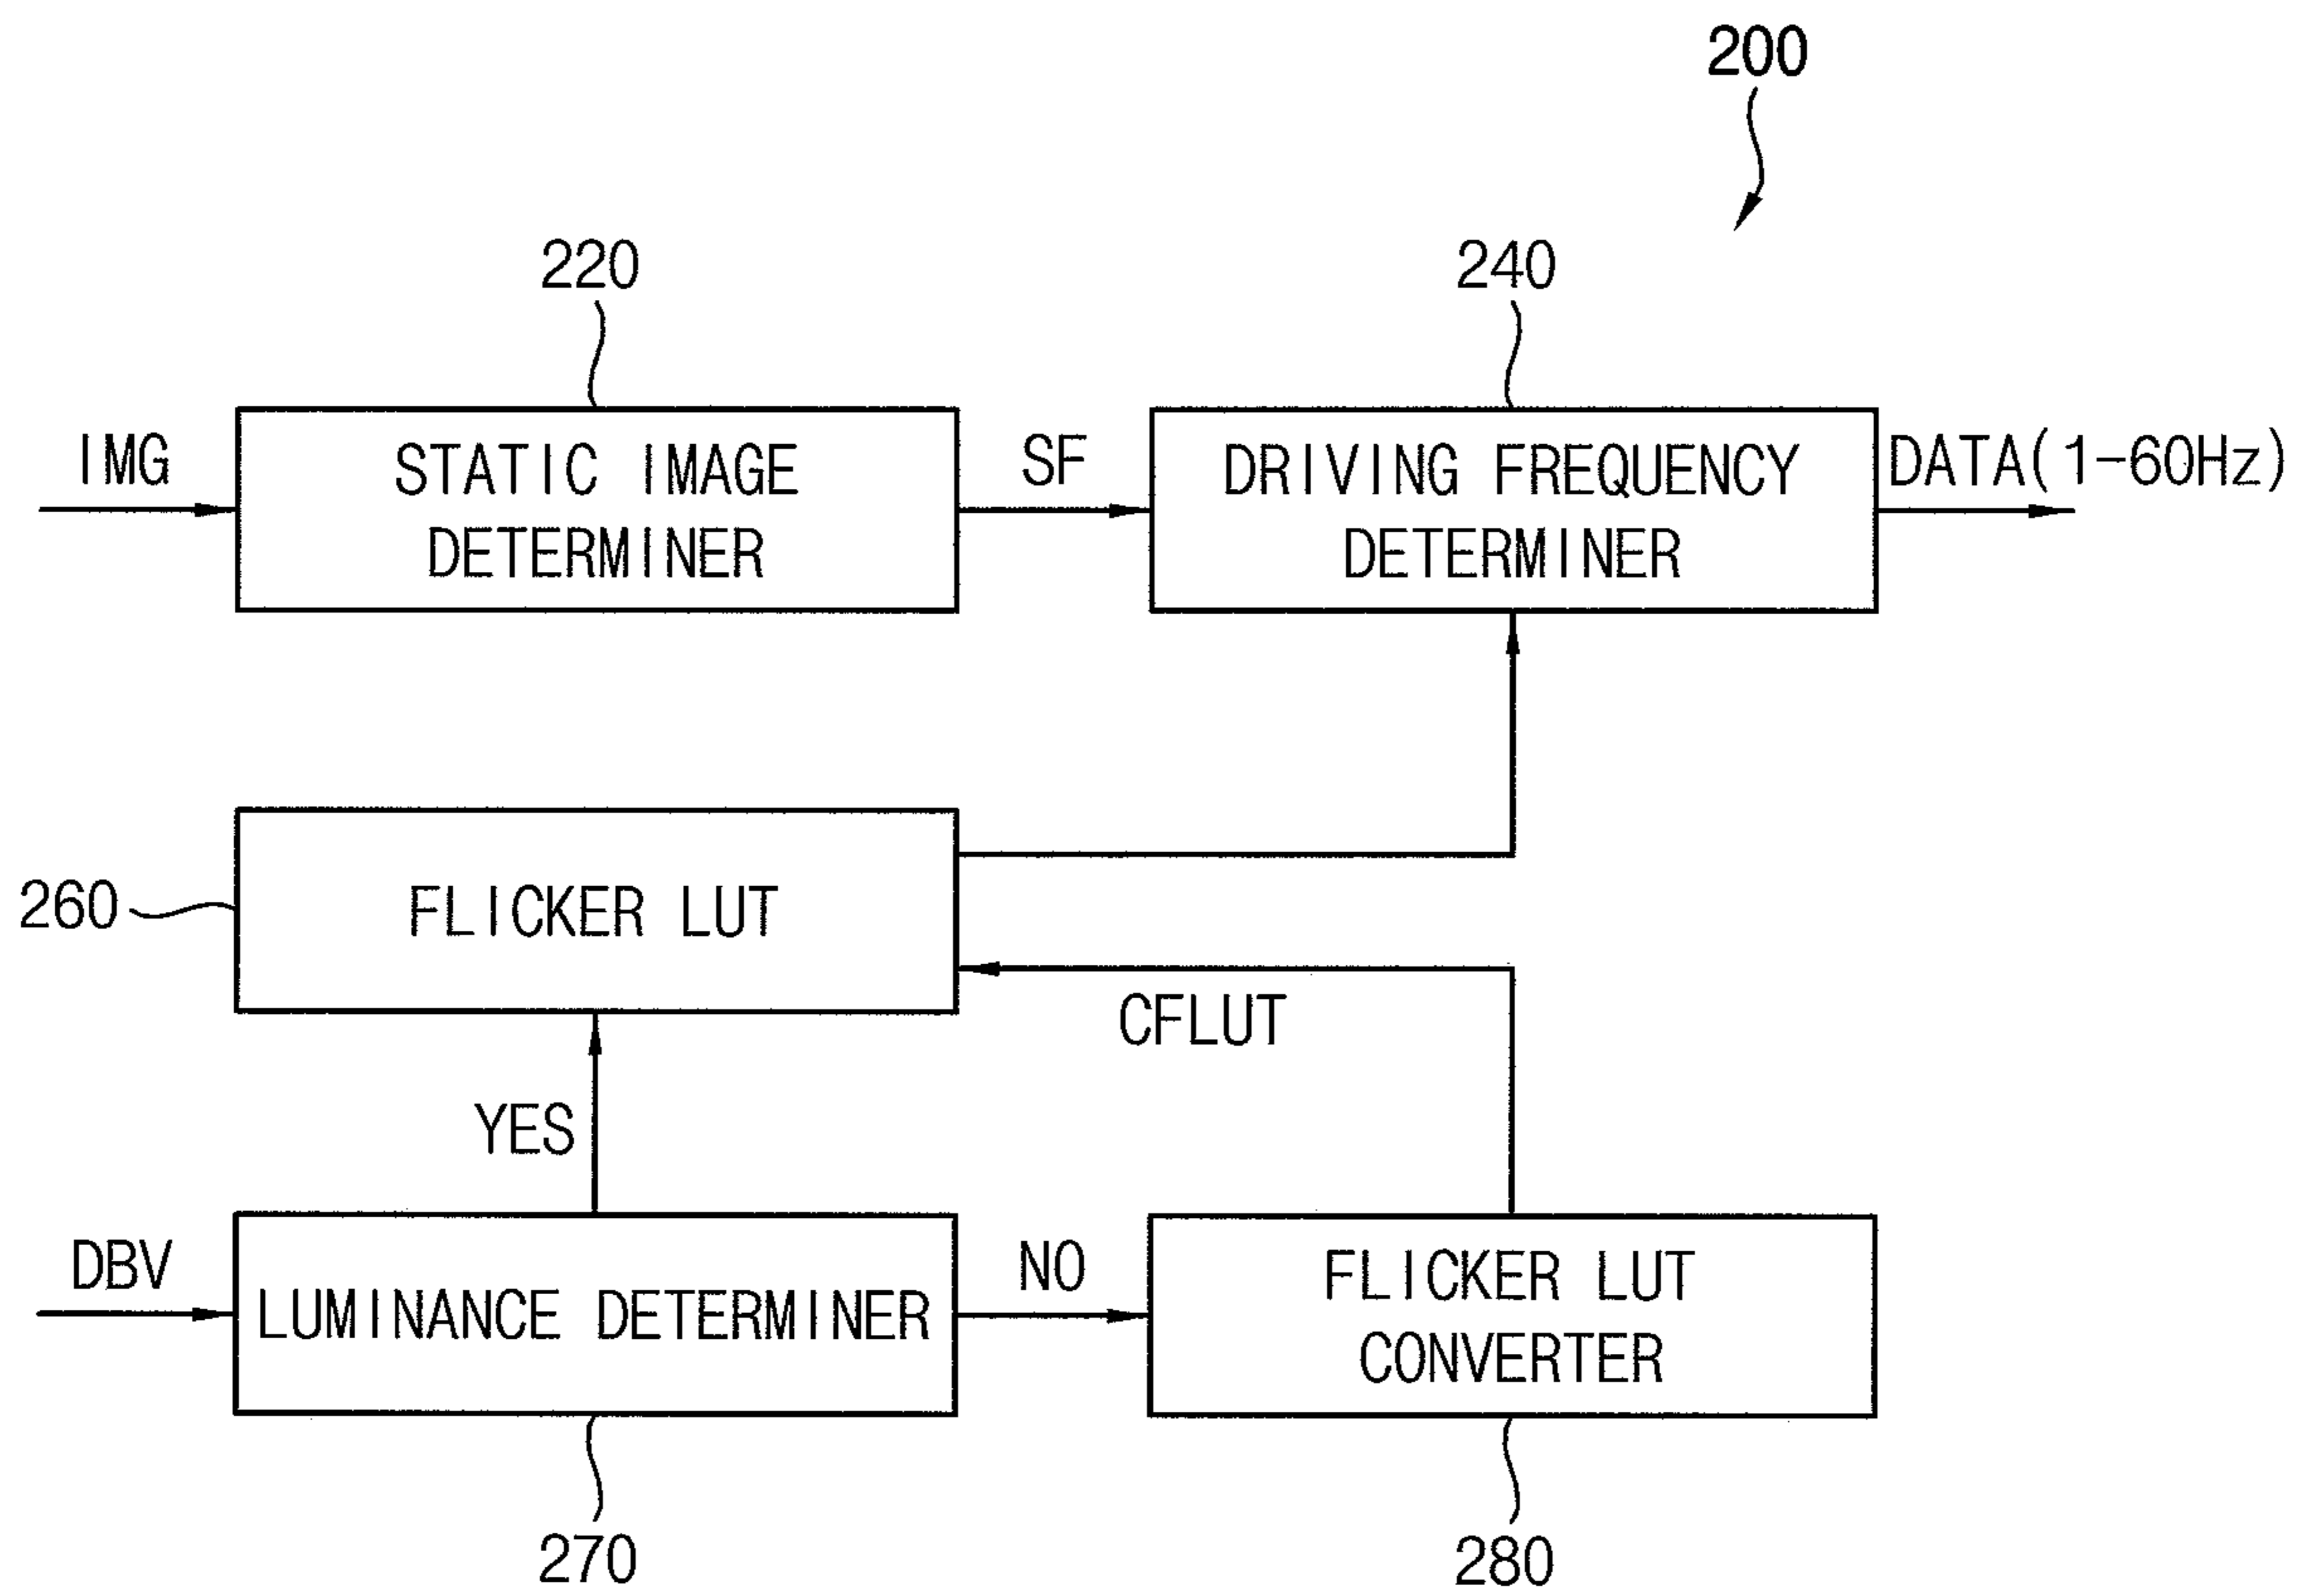 200
220
240
IMG
STATIC IMAGE
DETERMINER
SF
DRIVING FREQUENCY
DETERMINER
DATA(1-60Hz)
260
FLICKER LUT
CFLUT
YES
DBV
LUMINANCE DETERMINER
NO
FLICKER LUT
CONVERTER
270
280